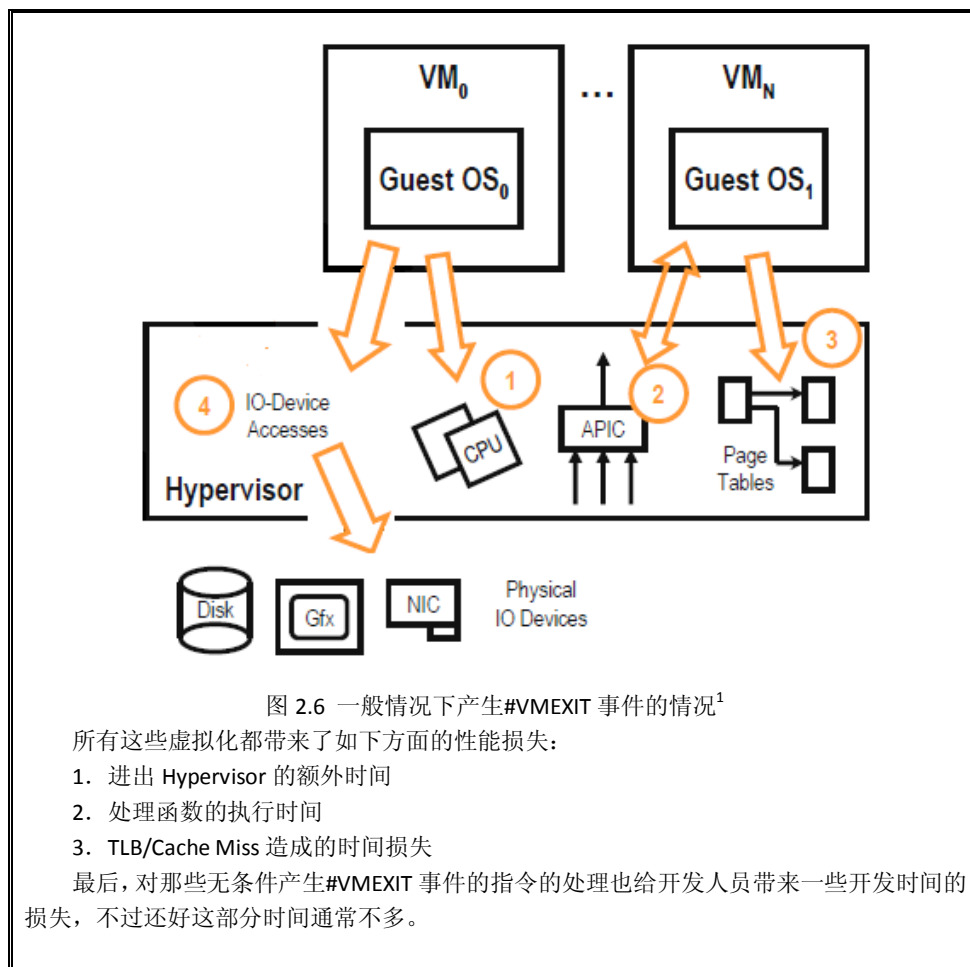 VM₀ ... VMN
Guest OS₀ Guest OS₁
3
1
4 IO-Device
Accesses
2
APIC
CPU
Page
Tables
Hypervisor
Disk
Gfx
NIC
Physical
IO Devices
图 2.6 一般情况下产生#VMEXIT 事件的情况¹
所有这些虚拟化都带来了如下方面的性能损失：
1．进出 Hypervisor 的额外时间
2．处理函数的执行时间
3．TLB/Cache Miss 造成的时间损失
最后，对那些无条件产生#VMEXIT 事件的指令的处理也给开发人员带来一些开发时间的
损失，不过还好这部分时间通常不多。